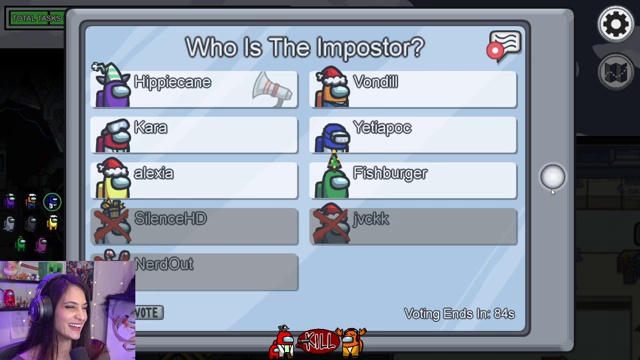 TOTAL TASKS
Who Is The Impostor?
Hippiecane
Vondill
Kara
Yetiapoc
alexia
Fishburger
SilenceHD
jvckk
NerdOut
VOTE
Voting Ends In: 84s
KILL